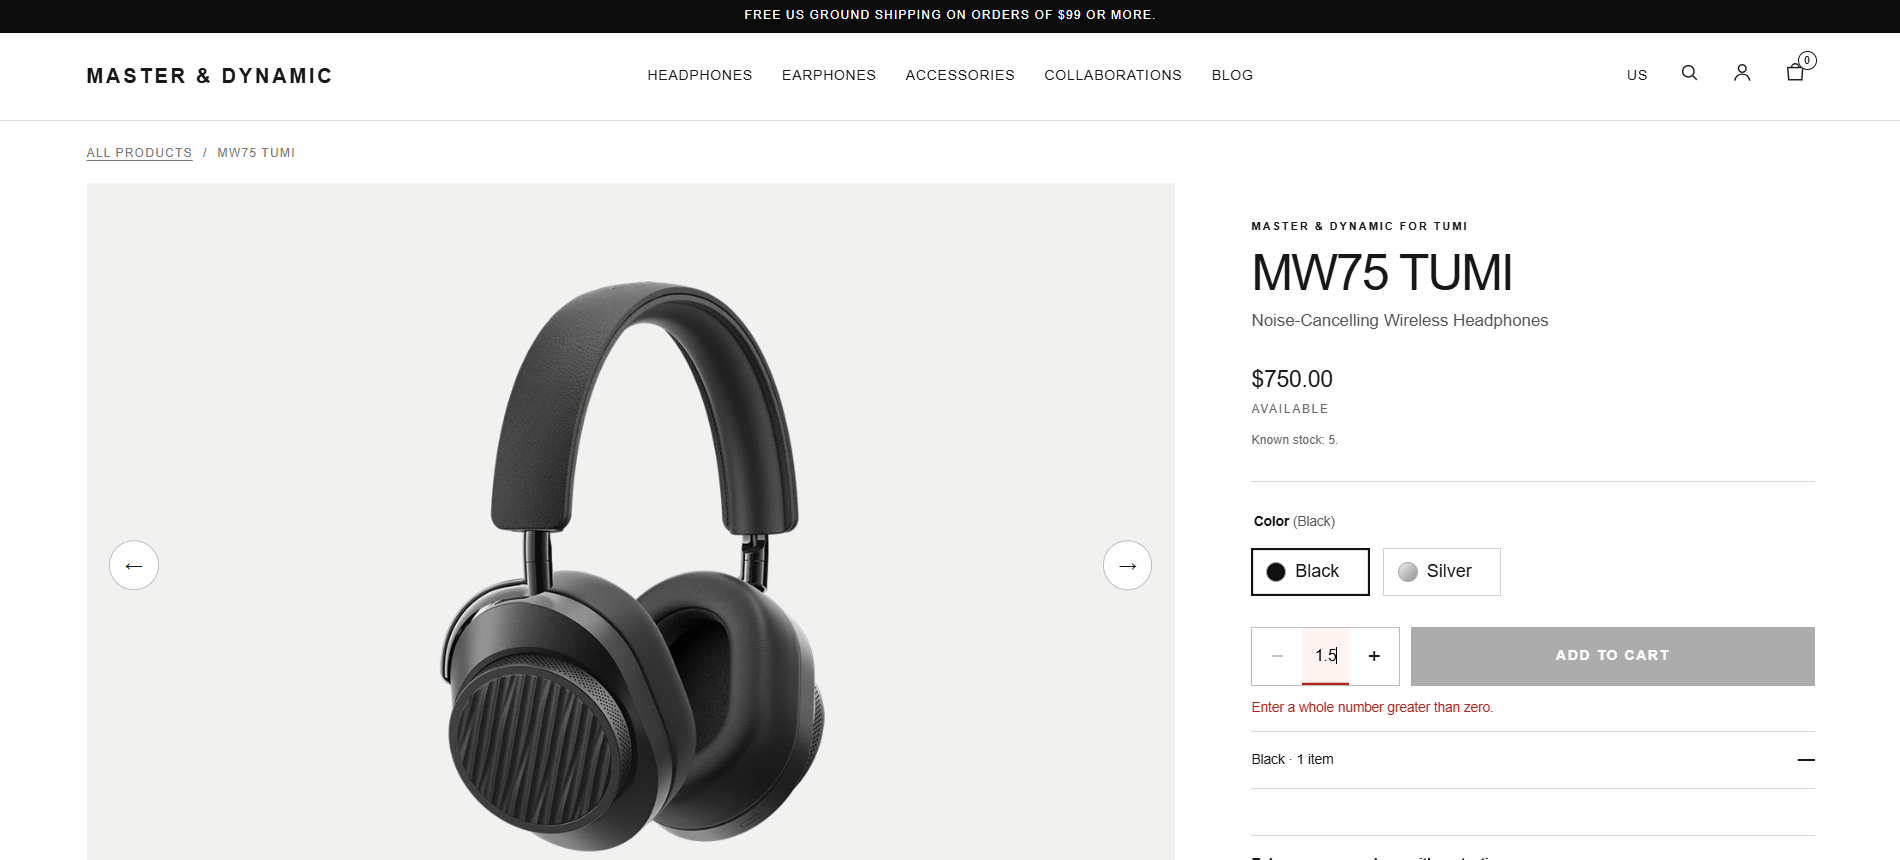 FREE US GROUND SHIPPING ON ORDERS OF $99 OR MORE.
MASTER & DYNAMIC
HEADPHONES EARPHONES ACCESSORIES COLLABORATIONS BLOG
US
0
ALL PRODUCTS / MW75 TUMI
MASTER & DYNAMIC FOR TUMI
MW75 TUMI
Noise-Cancelling Wireless Headphones
$750.00
AVAILABLE
Known stock: 5.
Color (Black)
Black
Silver
← →
− 1.5 +
ADD TO CART
Enter a whole number greater than zero.
Black · 1 item